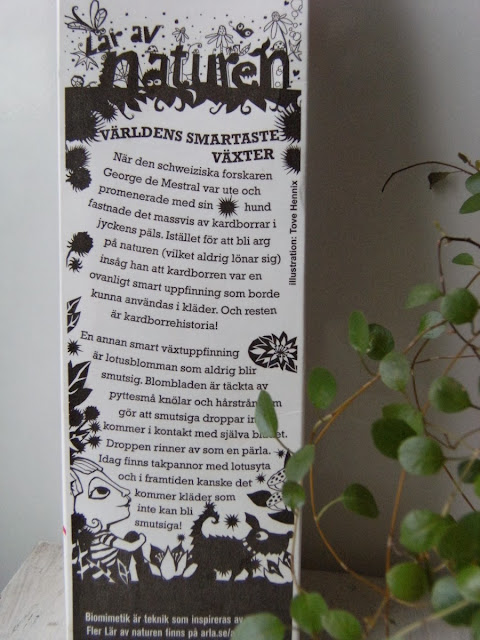 Lär av
naturen
VÄRLDENS SMARTASTE
VÄXTER
När den schweiziska forskaren
George de Mestral var ute och
promenerade med sin hund
fastnade det massvis av kardborrar i
jyckens päls. Istället för att bli arg
på naturen (vilket aldrig lönar sig)
insåg han att kardborren var en
ovanligt smart uppfinning som borde
kunna användas i kläder. Och resten
är kardborrehistoria!
illustration: Tove Hennix
En annan smart växtuppfinning
är lotusblomman som aldrig blir
smutsig. Blombladen är täckta av
pyttesmå knölar och hårstrån
gör att smutsiga droppar
kommer i kontakt med själva
Droppen rinner av som en pärla.
Idag finns takpannor med lotusyta
och i framtiden kanske det
kommer kläder som
inte kan bli
smutsiga!
Biomimetik är teknik som inspireras av
Fler Lär av naturen finns på arla.se/